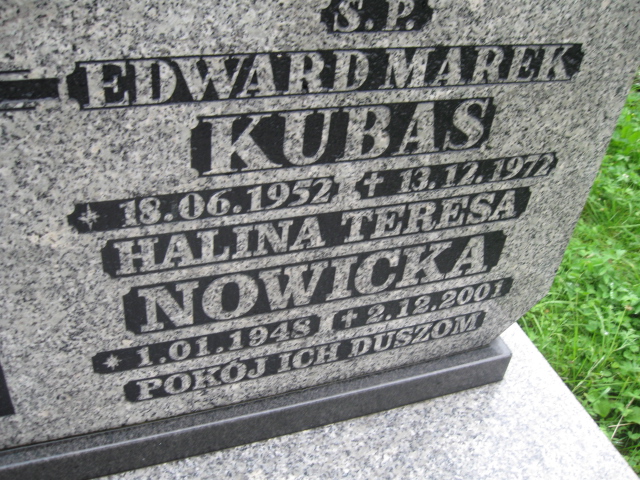 S.P.
EDWARD MAREK
KUBAS
* 18.06.1952 † 13.12.1972
HALINA TERESA
NOWICKA
* 1.01.1948 † 2.12.2001
POKÓJ ICH DUSZOM